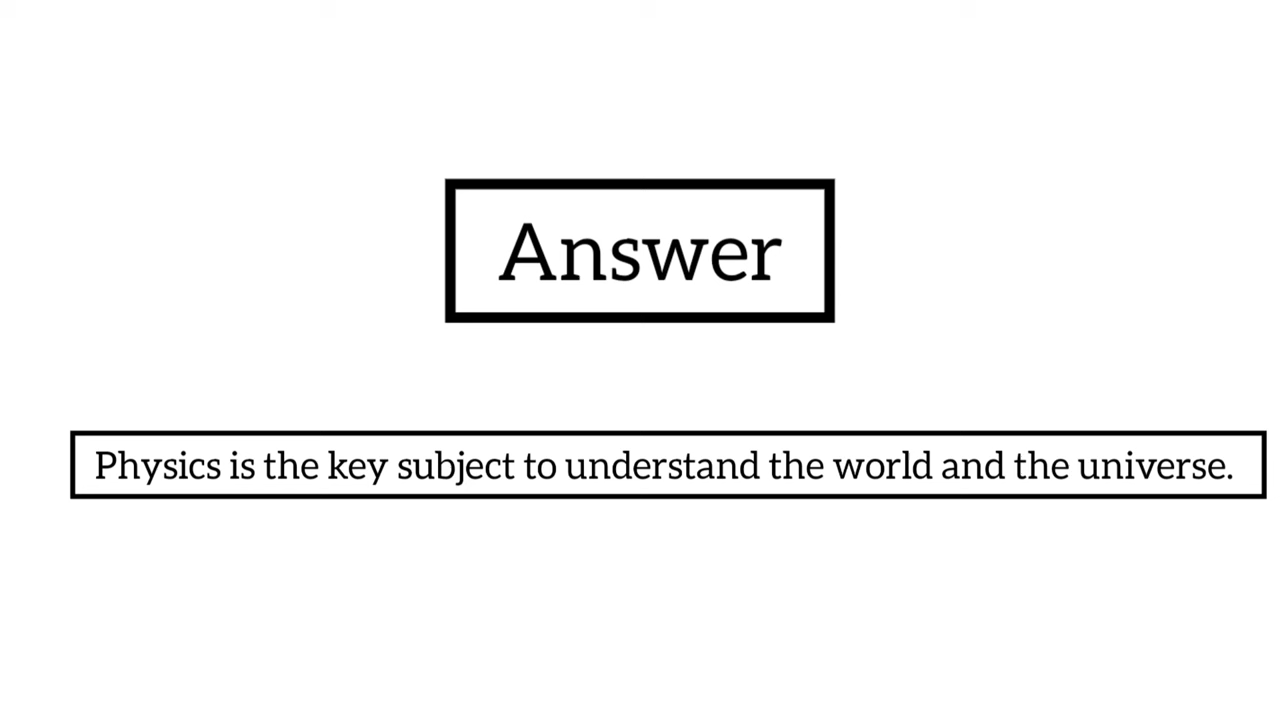 Answer
Physics is the key subject to understand the world and the universe.